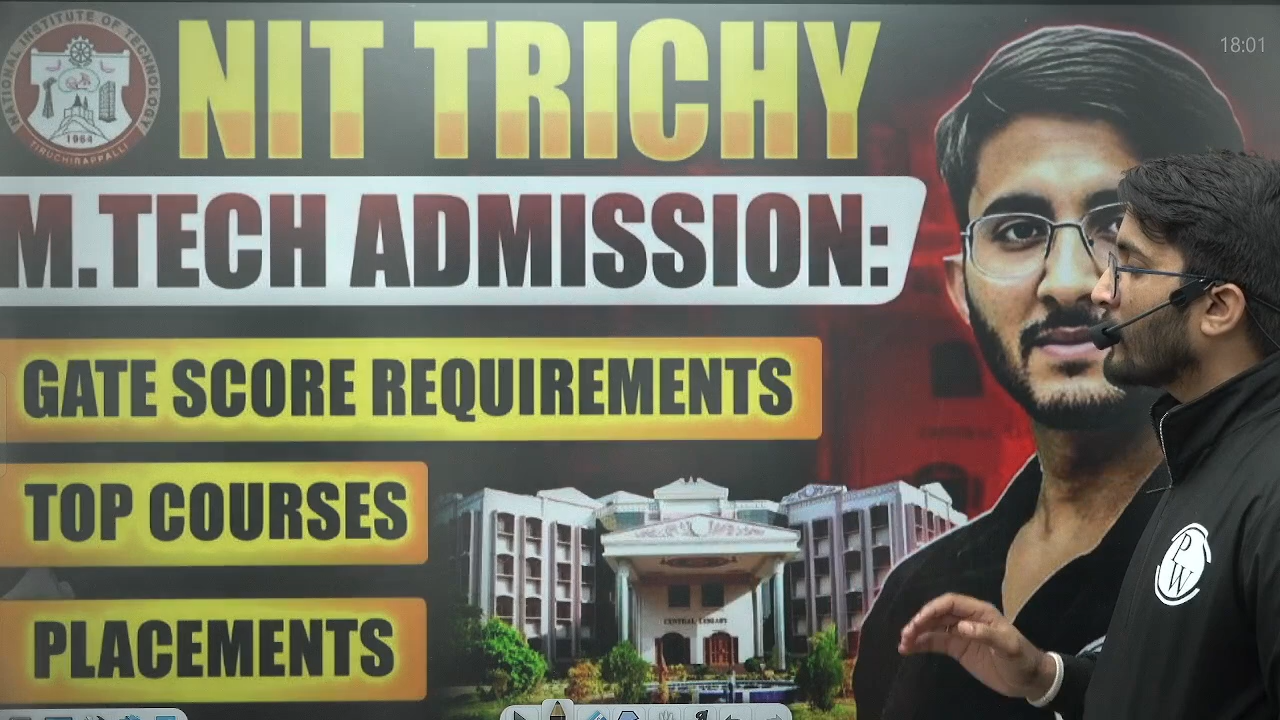 NATIONAL INSTITUTE OF TECHNOLOGY
1964
TIRUCHIRAPPALLI
NIT TRICHY
18:01
M.TECH ADMISSION:
GATE SCORE REQUIREMENTS
TOP COURSES
CENTRAL LIBRARY
PLACEMENTS
PW